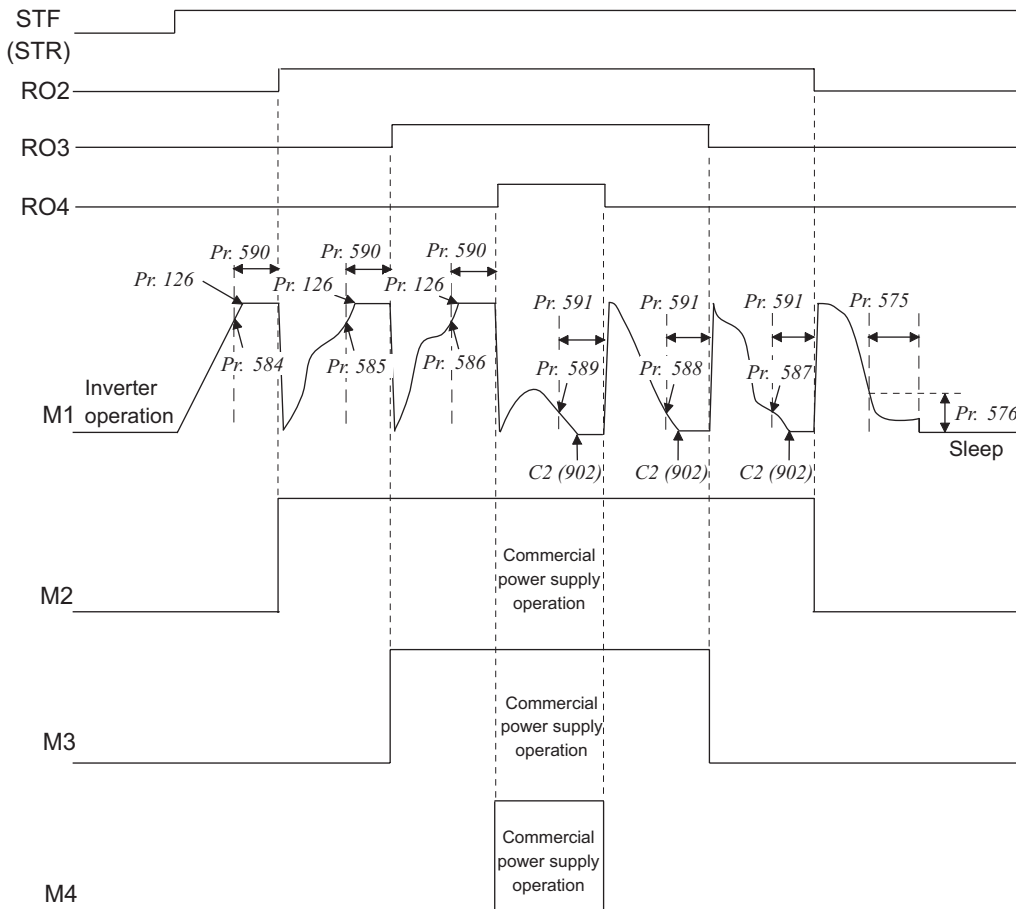 STF
(STR)
RO2
RO3
RO4
Pr. 590
Pr. 590
Pr. 590
Pr. 126
Pr. 126
Pr. 126
Pr. 591
Pr. 591
Pr. 591
Pr. 575
Pr. 584
Pr. 585
Pr. 586
Pr. 589
Pr. 588
Pr. 587
Pr. 576
Inverter
operation
M1
Sleep
C2 (902)
C2 (902)
C2 (902)
M2
Commercial
power supply
operation
M3
Commercial
power supply
operation
M4
Commercial
power supply
operation